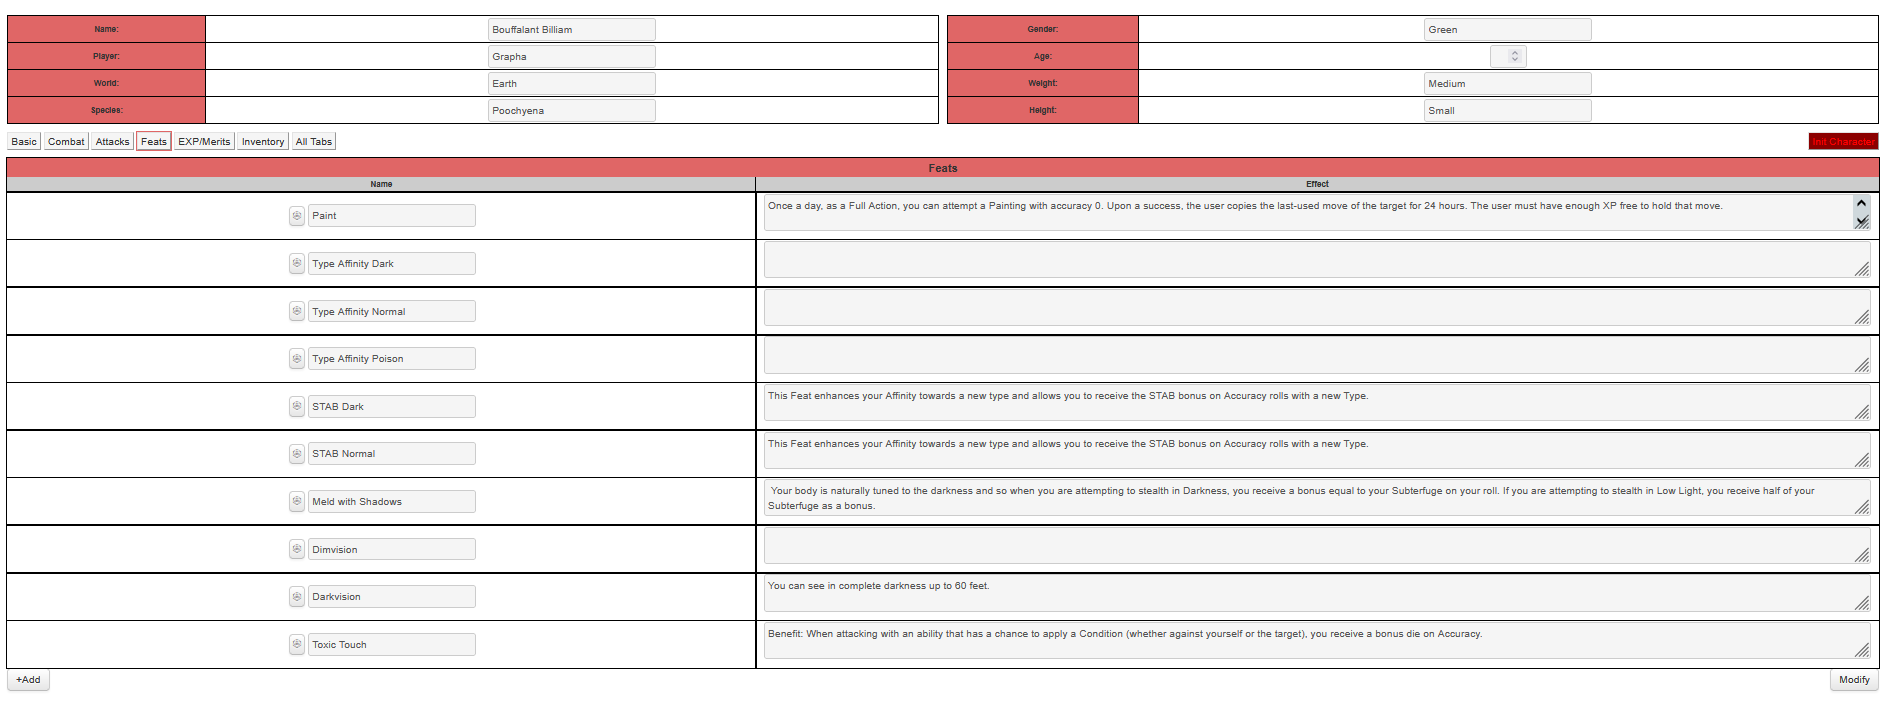 Name: Bouffalant Billiam Gender: Green
Player: Grapha Age:
World: Earth Weight: Medium
Species: Poochyena Height: Small
Basic Combat Attacks Feats EXP/Merits Inventory All Tabs Init Character
Feats
Name Effect
Paint Once a day, as a Full Action, you can attempt a Painting with accuracy 0. Upon a success, the user copies the last-used move of the target for 24 hours. The user must have enough XP free to hold that move.
Type Affinity Dark
Type Affinity Normal
Type Affinity Poison
STAB Dark This Feat enhances your Affinity towards a new type and allows you to receive the STAB bonus on Accuracy rolls with a new Type.
STAB Normal This Feat enhances your Affinity towards a new type and allows you to receive the STAB bonus on Accuracy rolls with a new Type.
Meld with Shadows Your body is naturally tuned to the darkness and so when you are attempting to stealth in Darkness, you receive a bonus equal to your Subterfuge on your roll. If you are attempting to stealth in Low Light, you receive half of your
Subterfuge as a bonus.
Dimvision
Darkvision You can see in complete darkness up to 60 feet.
Toxic Touch Benefit: When attacking with an ability that has a chance to apply a Condition (whether against yourself or the target), you receive a bonus die on Accuracy.
+Add Modify